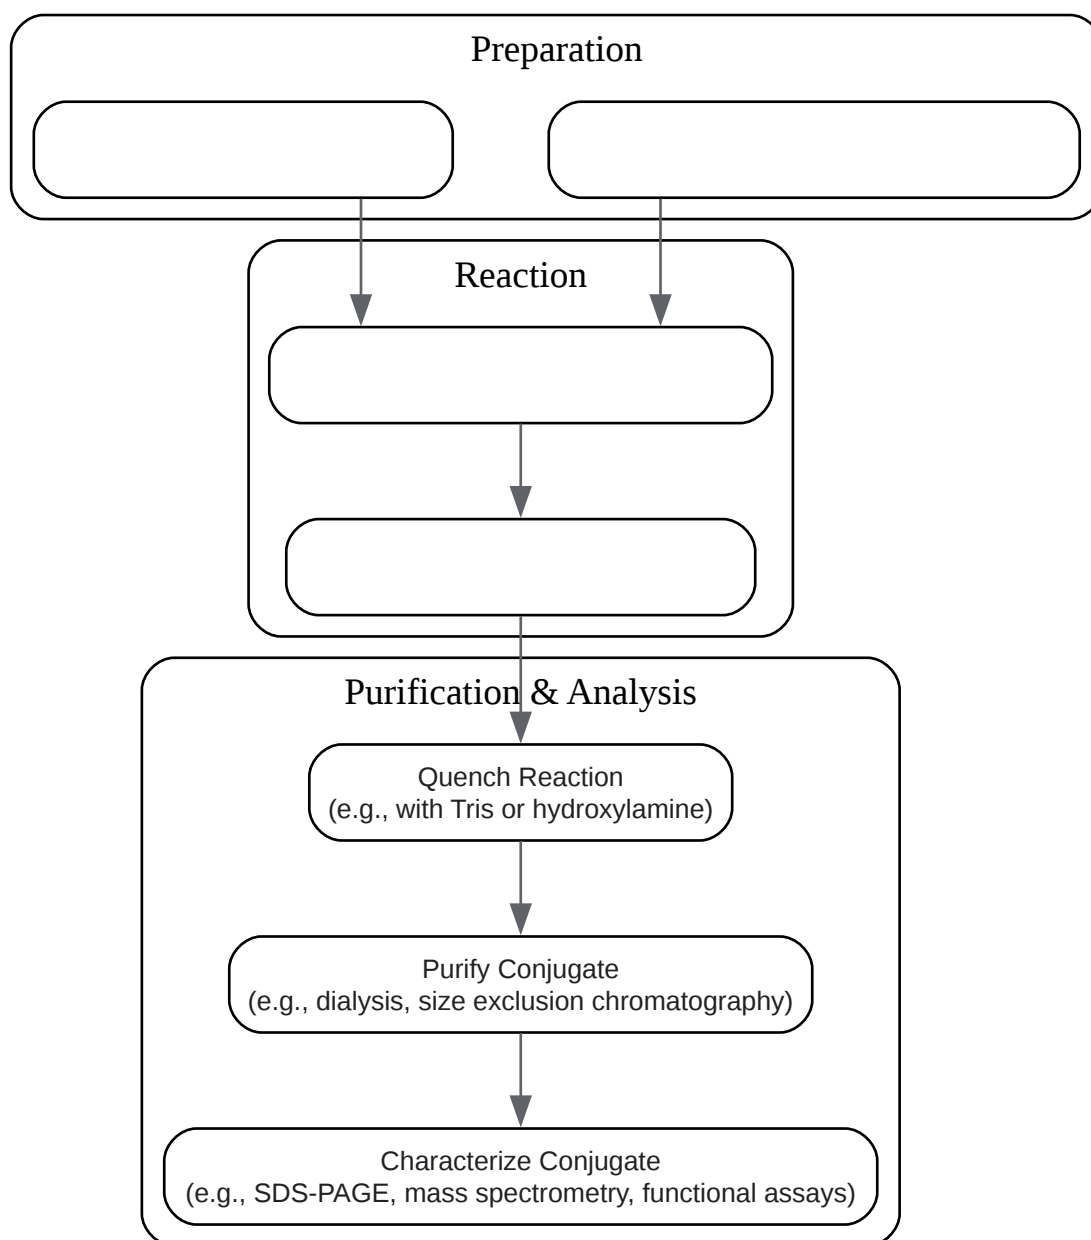 Preparation
Reaction
Purification & Analysis
Quench Reaction
(e.g., with Tris or hydroxylamine)
Purify Conjugate
(e.g., dialysis, size exclusion chromatography)
Characterize Conjugate
(e.g., SDS-PAGE, mass spectrometry, functional assays)